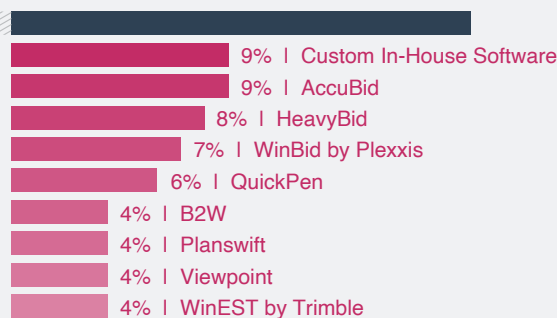 9% | Custom In-House Software
9% | AccuBid
8% | HeavyBid
7% | WinBid by Plexxis
6% | QuickPen
4% | B2W
4% | Planswift
4% | Viewpoint
4% | WinEST by Trimble